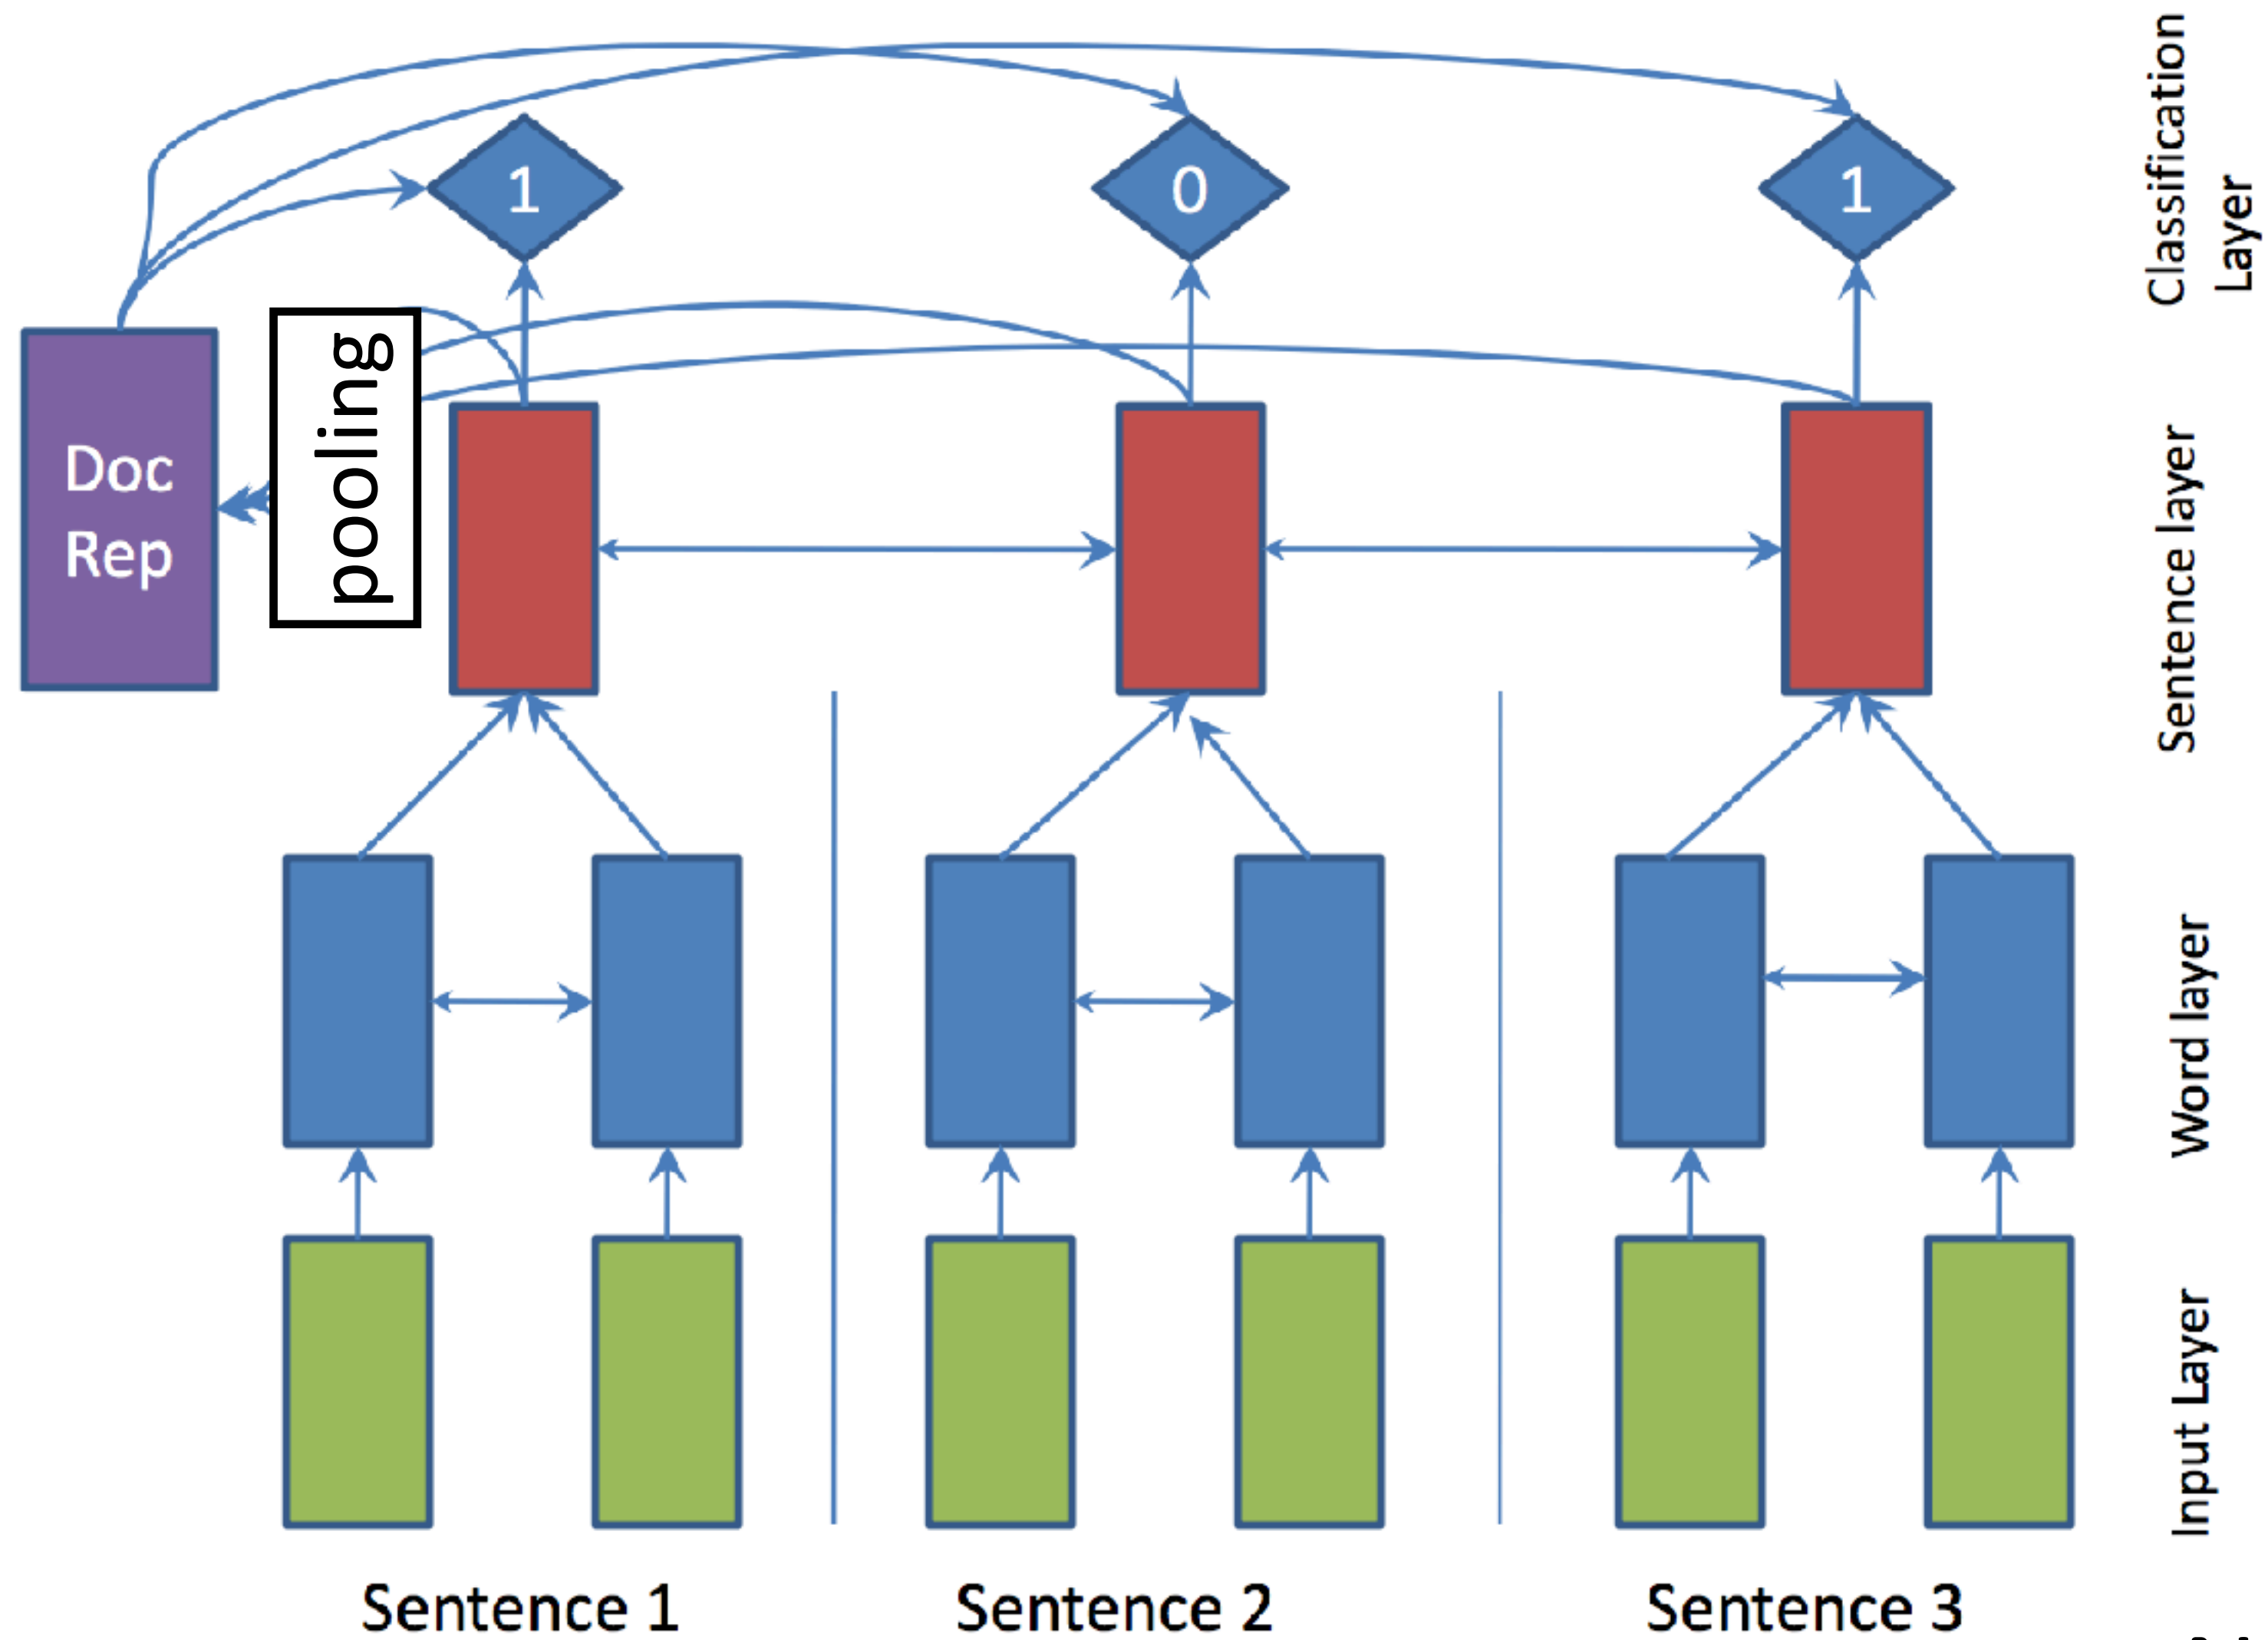 Classification
Layer
1
0
1
Doc
Rep
pooling
Sentence layer
Word layer
Input Layer
Sentence 1
Sentence 2
Sentence 3